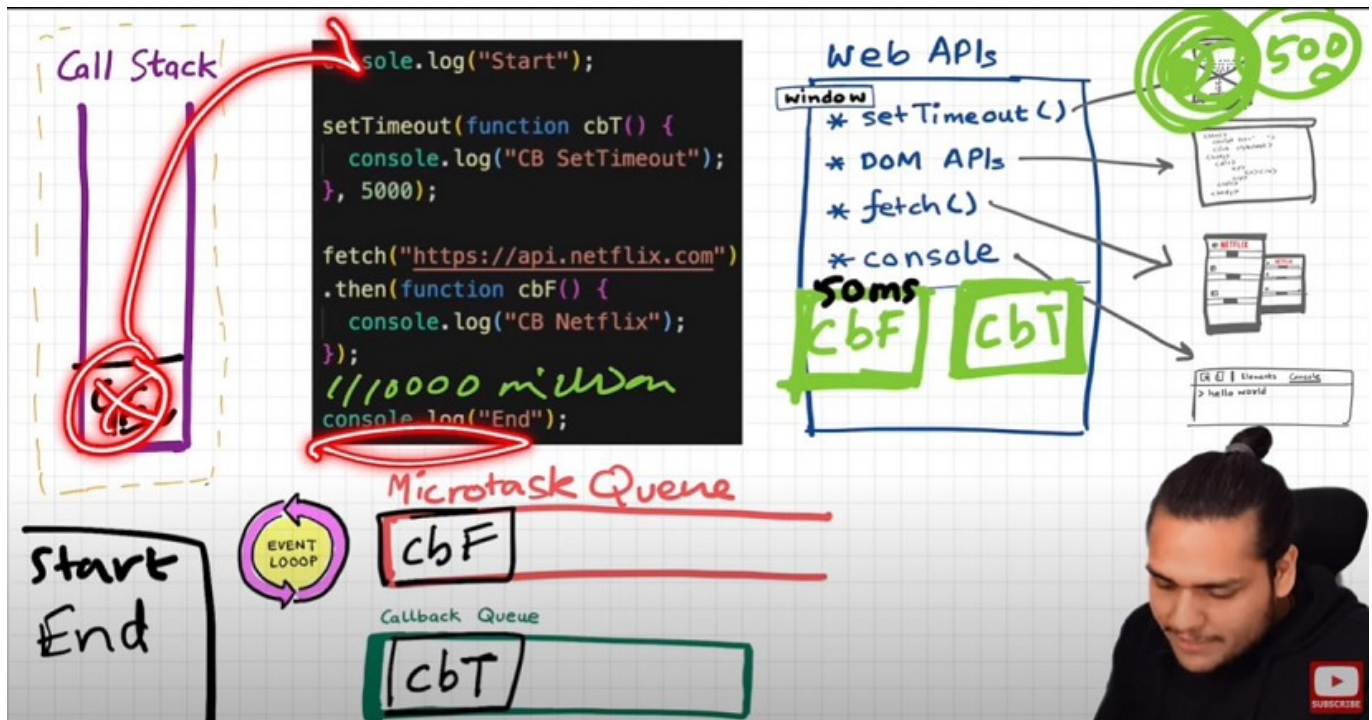 Call Stack
console.log("Start");
setTimeout(function cbT() {
console.log("CB SetTimeout");
}, 5000);
fetch("https://api.netflix.com")
.then(function cbF() {
console.log("CB Netflix");
});
1/10000 million
console.log("End");
Web APIs
window
* setTimeout()
* DOM APIs
* fetch()
* console
50ms
CbF
CbT
500
NETFLIX
Elements Console
> hello world
Start
End
EVENT
LOOOP
Microtask Queue
cbF
Callback Queue
cbT
SUBSCRIBE